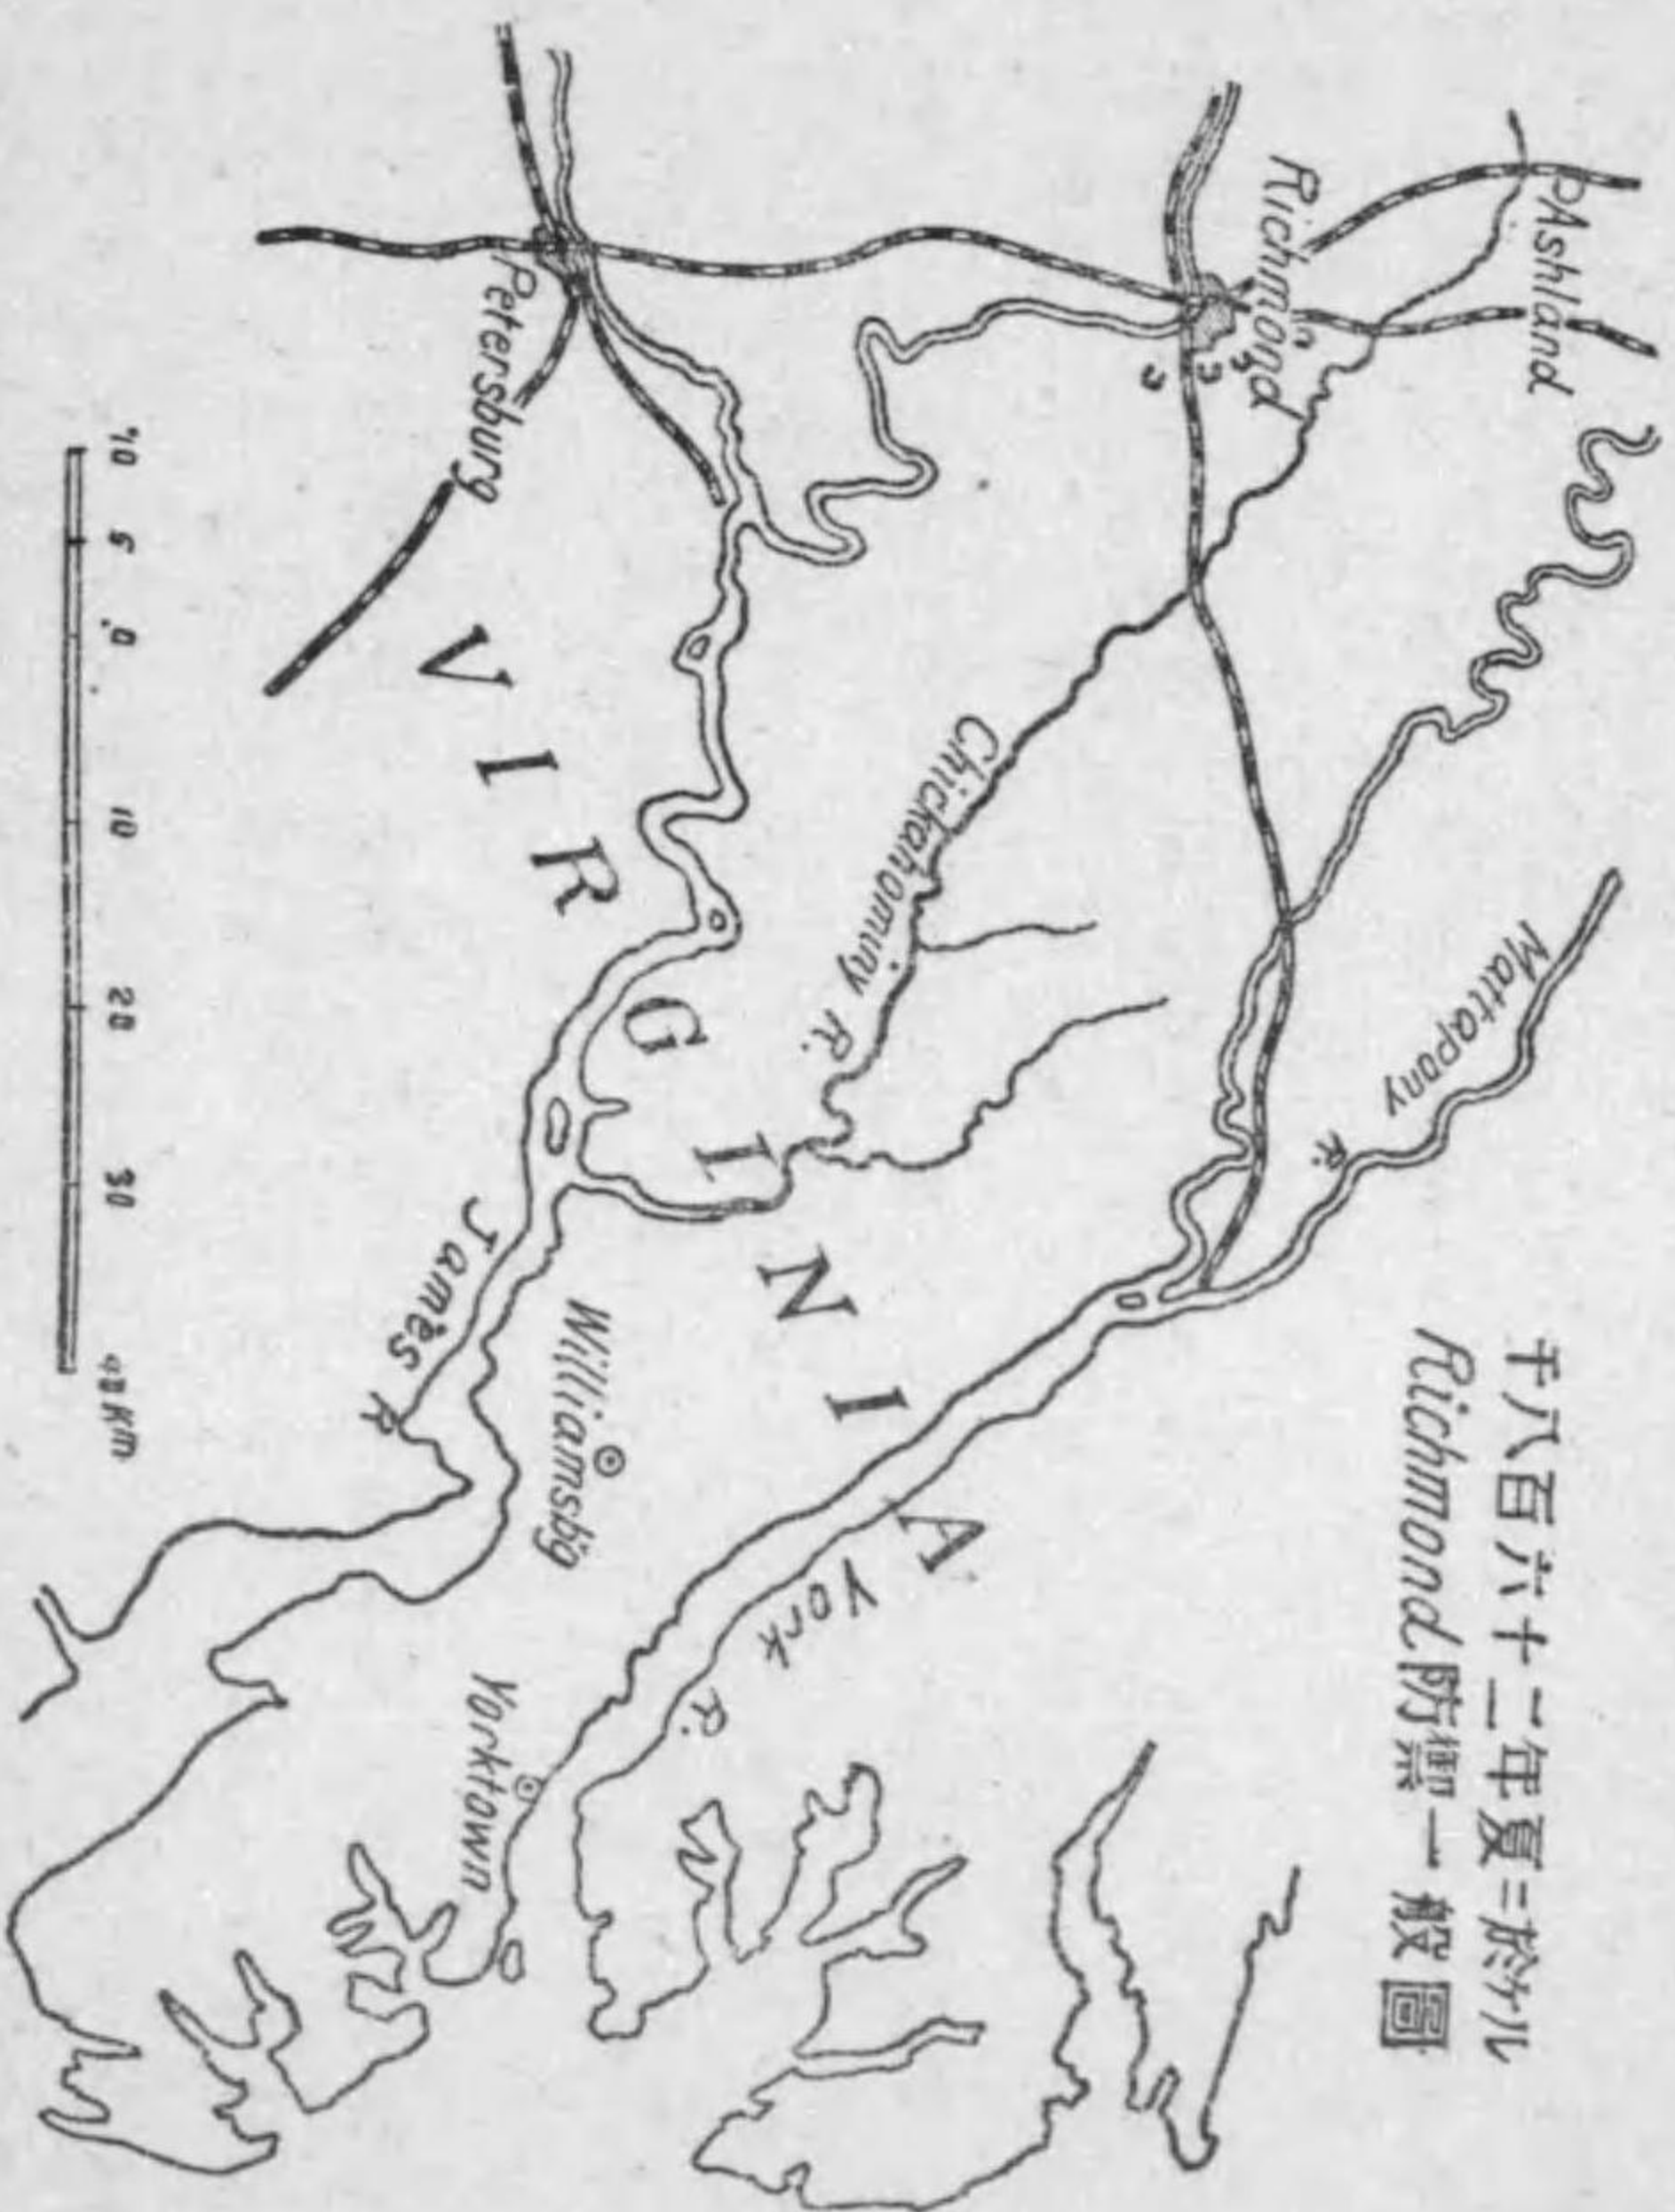 千八百六十二年夏ニ於ケル
Richmond防禦一般圖
PAshland
Richmond
Mattapony
R.
Chickahominy R.
Petersburg
VIRGINIA
James
R.
Williamsbg
York
R.
Yorktown
10 5 0 10 20 30 40 Km